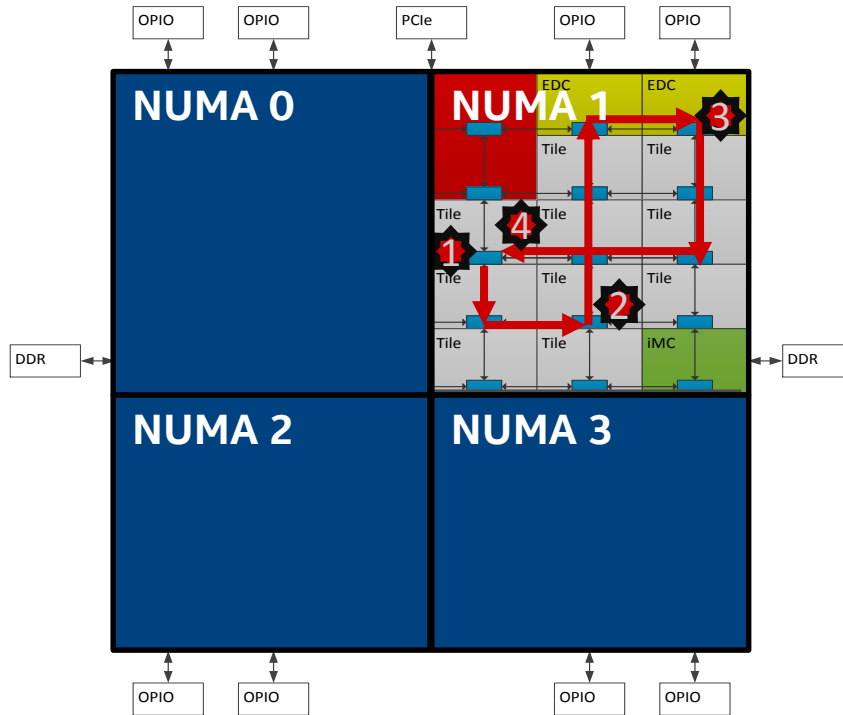 OPIO OPIO PCIe OPIO OPIO
NUMA 0 NUMA 1 EDC EDC
3
Tile Tile
Tile Tile Tile
4
1
Tile Tile Tile
2
Tile Tile iMC
DDR DDR
NUMA 2 NUMA 3
OPIO OPIO OPIO OPIO